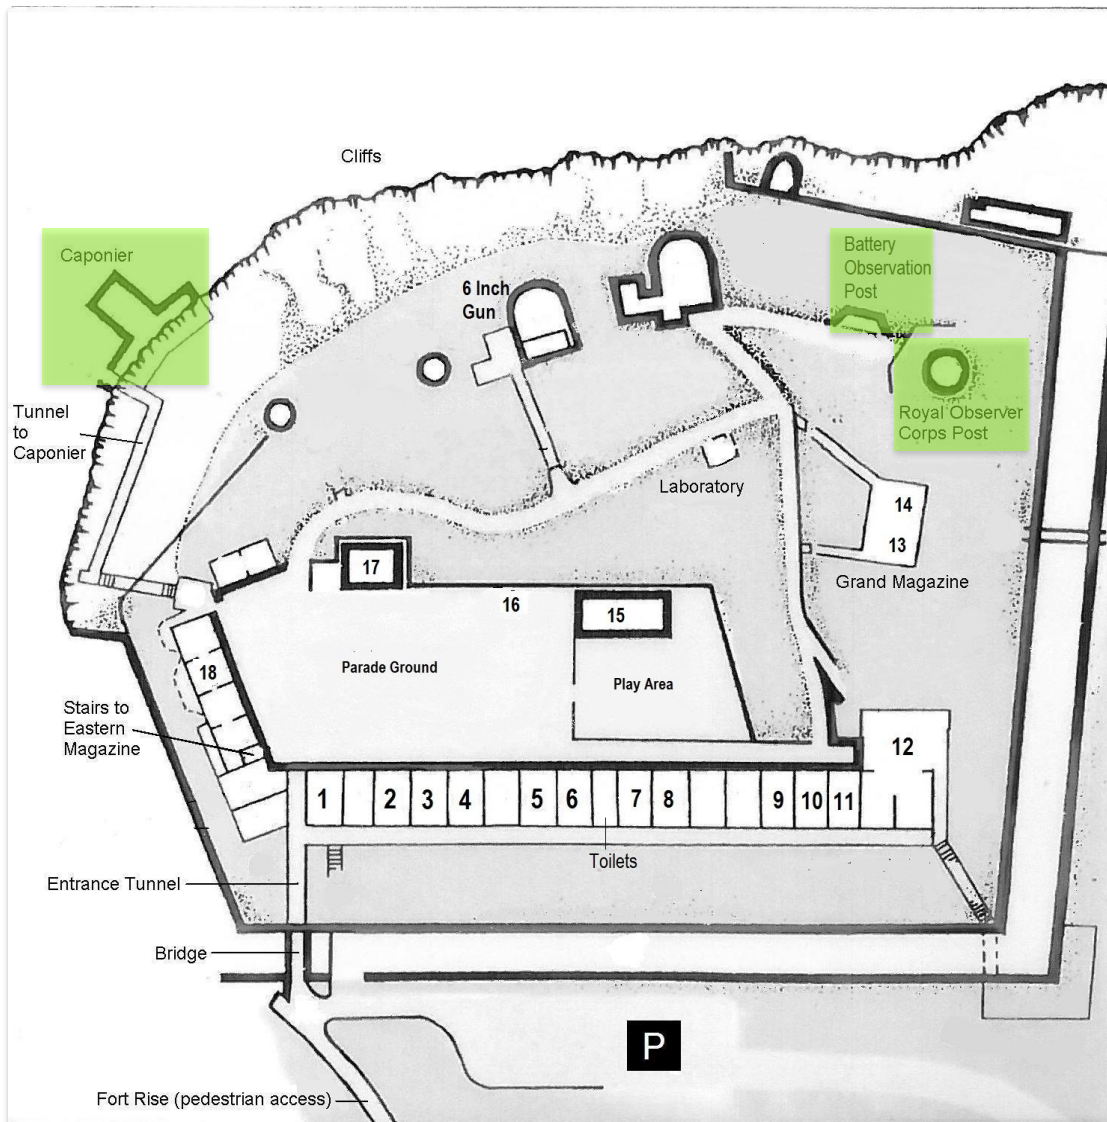 Cliffs
Caponier
Battery
Observation
Post
6 Inch
Gun
Royal Observer
Corps Post
Tunnel
to
Caponier
Laboratory
14
13
Grand Magazine
17
16
15
18
Parade Ground
Play Area
Stairs to
Eastern
Magazine
12
1 2 3 4 5 6 7 8 9 10 11
Toilets
Entrance Tunnel
Bridge
P
Fort Rise (pedestrian access)